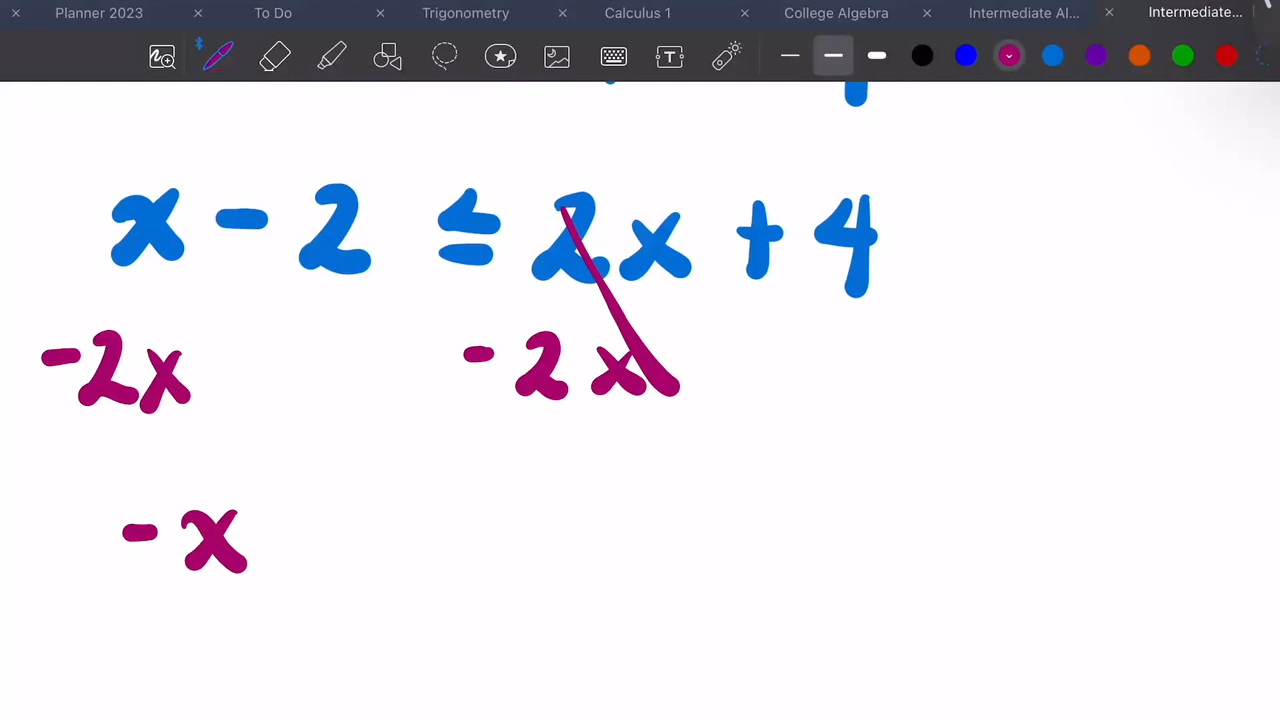 Planner 2023 To Do Trigonometry Calculus 1 College Algebra Intermediate Al... Intermediate...
x - 2 ≤ 2x + 4
-2x -2x
-x